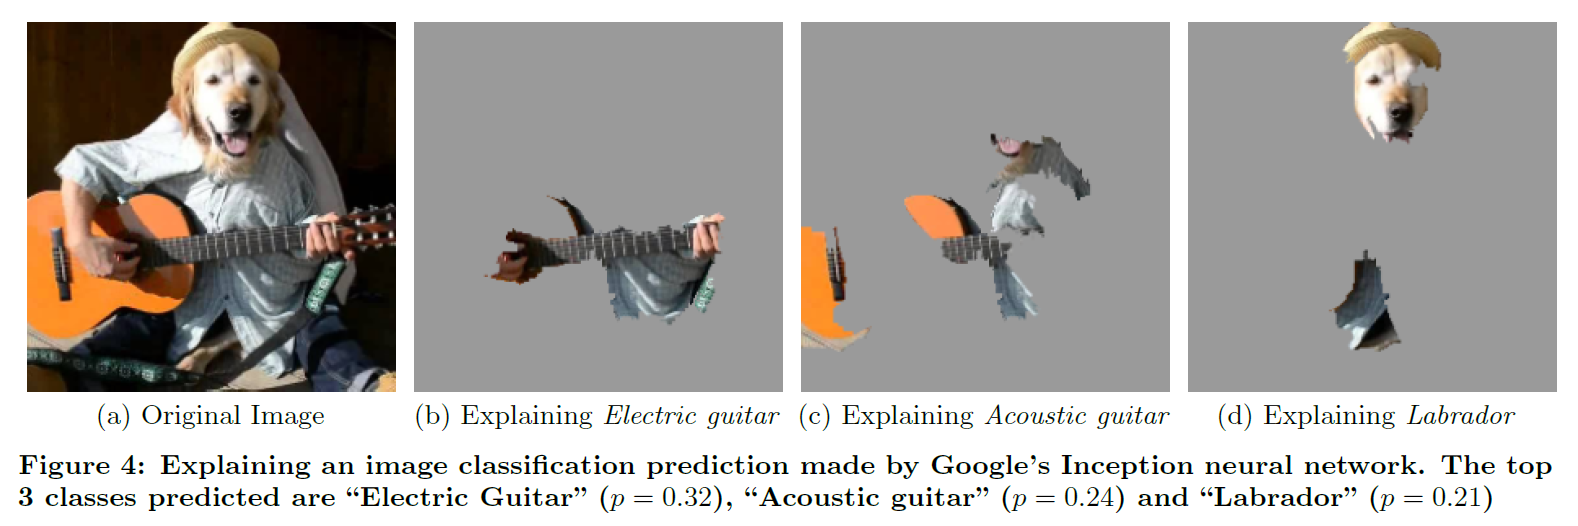 (a) Original Image
(b) Explaining Electric guitar
(c) Explaining Acoustic guitar
(d) Explaining Labrador
Figure 4: Explaining an image classification prediction made by Google's Inception neural network. The top
3 classes predicted are “Electric Guitar” (p = 0.32), “Acoustic guitar” (p = 0.24) and “Labrador” (p = 0.21)